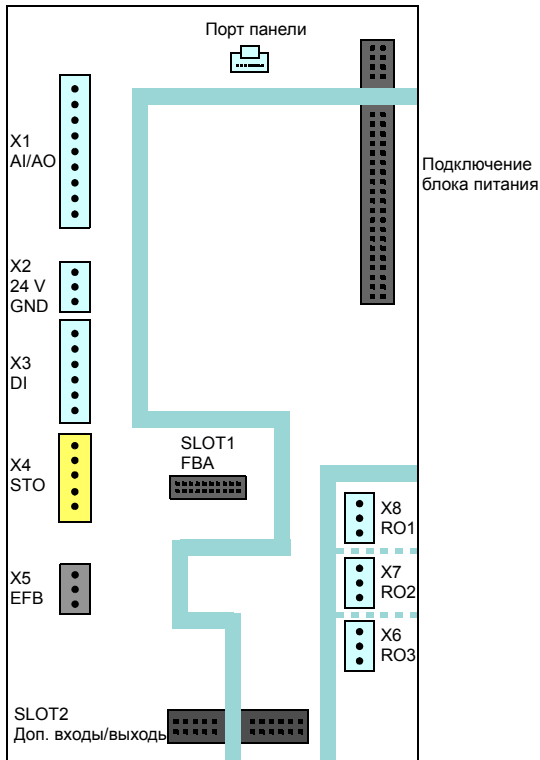 Порт панели
X1
AI/AO
Подключение
блока питания
X2
24 V
GND
X3
DI
SLOT1
FBA
X4
STO
X8
RO1
X5
EFB
X7
RO2
X6
RO3
SLOT2
Доп. входы/выходы